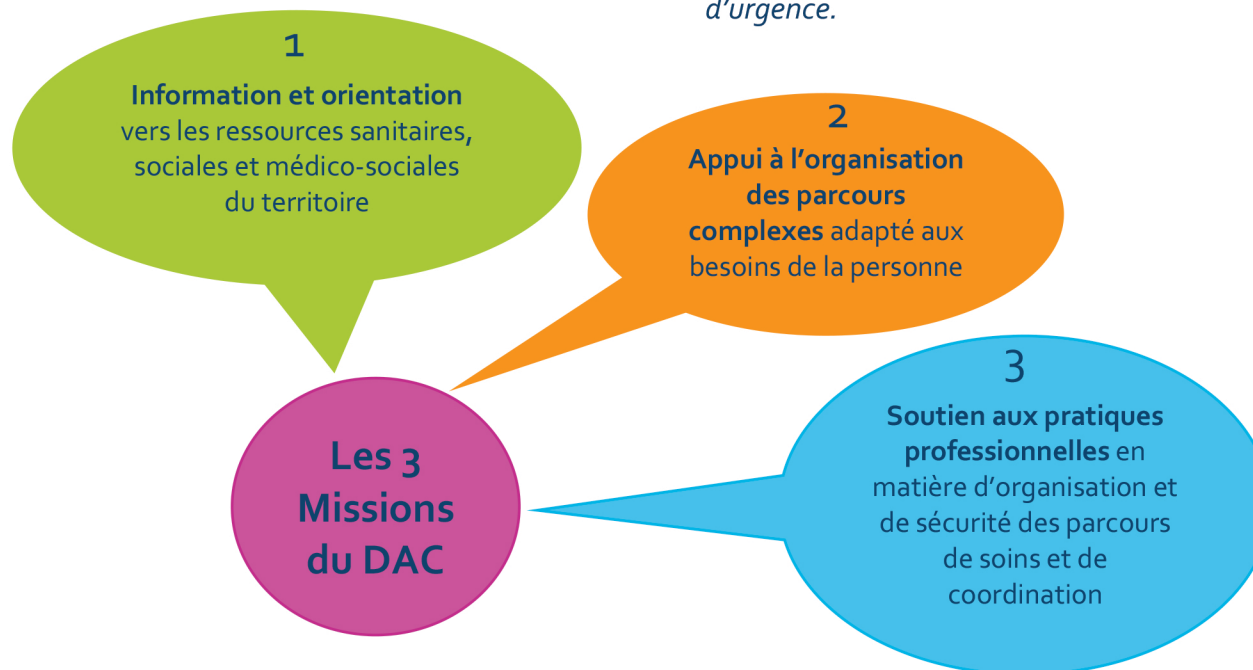 d’urgence.
1
Information et orientation
vers les ressources sanitaires,
sociales et médico-sociales
du territoire
2
Appui à l’organisation
des parcours
complexes adapté aux
besoins de la personne
3
Soutien aux pratiques
professionnelles en
matière d’organisation et
de sécurité des parcours
de soins et de
coordination
Les 3
Missions
du DAC